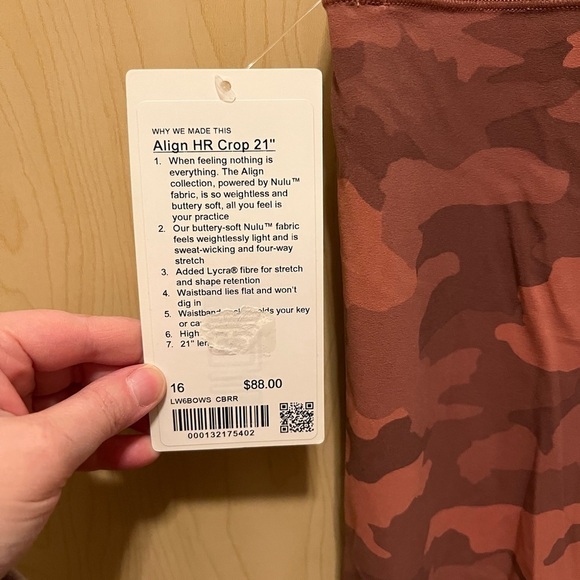 WHY WE MADE THIS
Align HR Crop 21"
1. When feeling nothing is
everything. The Align
collection, powered by Nulu™
fabric, is so weightless and
buttery soft, all you feel is
your practice
2. Our buttery-soft Nulu™ fabric
feels weightlessly light and is
sweat-wicking and four-way
stretch
3. Added Lycra® fibre for stretch
and shape retention
4. Waistband lies flat and won't
dig in
5. Waistband your key
or
6. High
7. 21"
16 $88.00
LW6BOWS CBRR
000132175402